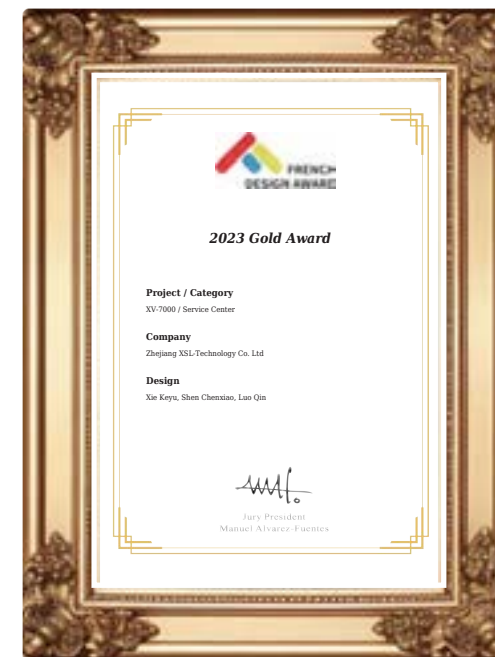 FRENCH
DESIGN AWARD
2023 Gold Award
Project / Category
XV-7000 / Service Center
Company
Zhejiang XSL-Technology Co. Ltd
Design
Xie Keyu, Shen Chenxiao, Luo Qin
Jury President
Manuel Alvarez-Fuentes